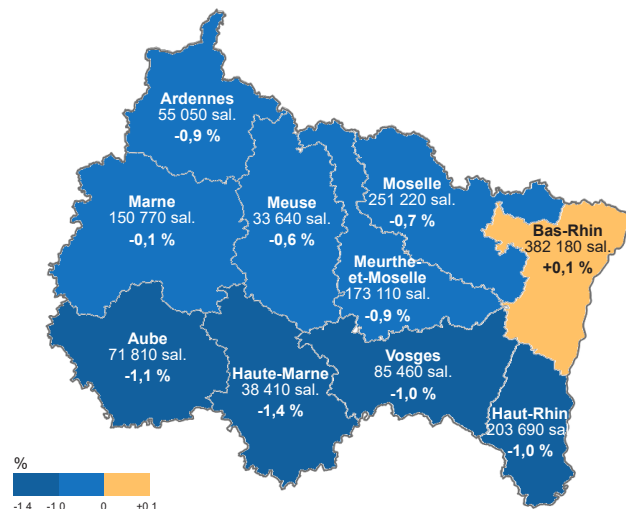 Ardennes
55 050 sal.
-0,9 %
Marne
150 770 sal.
-0,1 %
Meuse
33 640 sal.
-0,6 %
Moselle
251 220 sal.
-0,7 %
Bas-Rhin
382 180 sal.
+0,1 %
Meurthe-
et-Moselle
173 110 sal.
-0,9 %
Aube
71 810 sal.
-1,1 %
Haute-Marne
38 410 sal.
-1,4 %
Vosges
85 460 sal.
-1,0 %
Haut-Rhin
203 690 sal
-1,0 %
%
-1,4 -1,0 0 +0,1